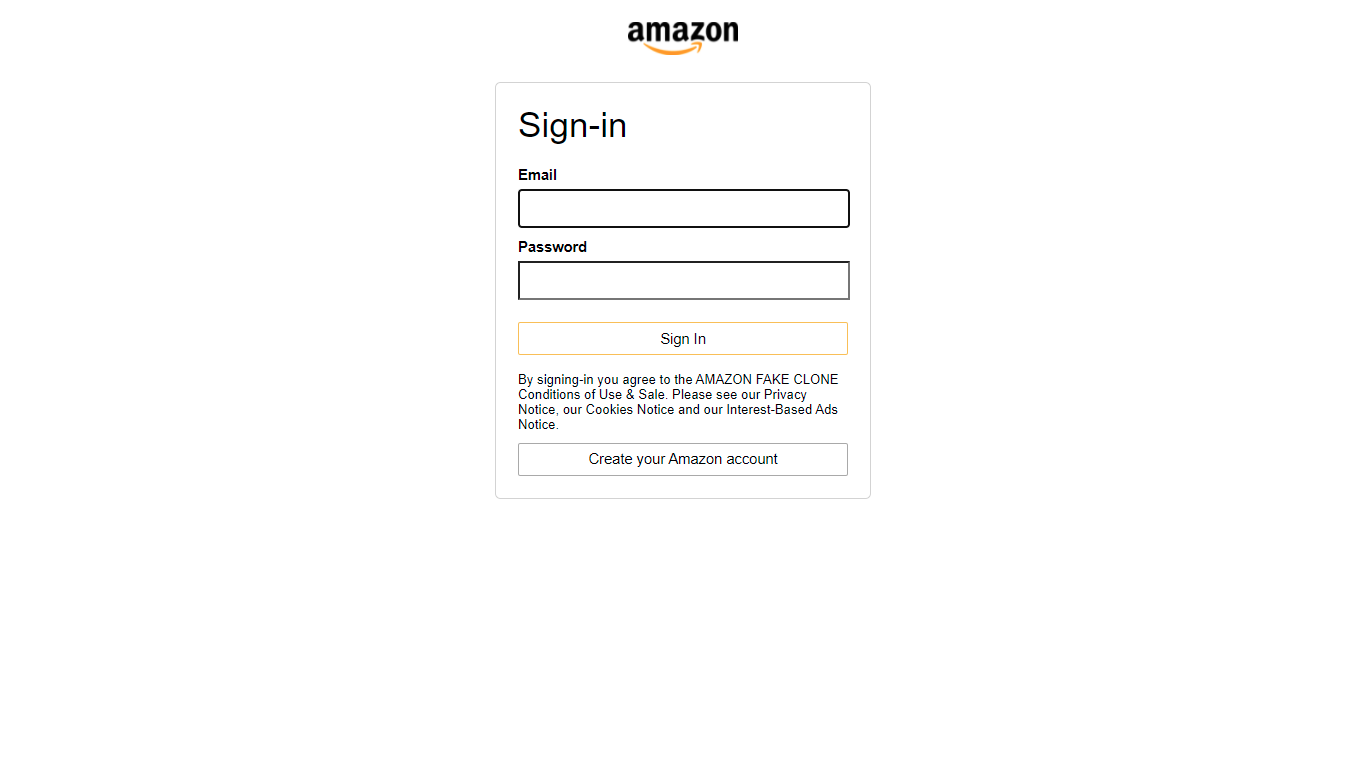 amazon
Sign-in
Email
Password
Sign In
By signing-in you agree to the AMAZON FAKE CLONE
Conditions of Use & Sale. Please see our Privacy
Notice, our Cookies Notice and our Interest-Based Ads
Notice.
Create your Amazon account